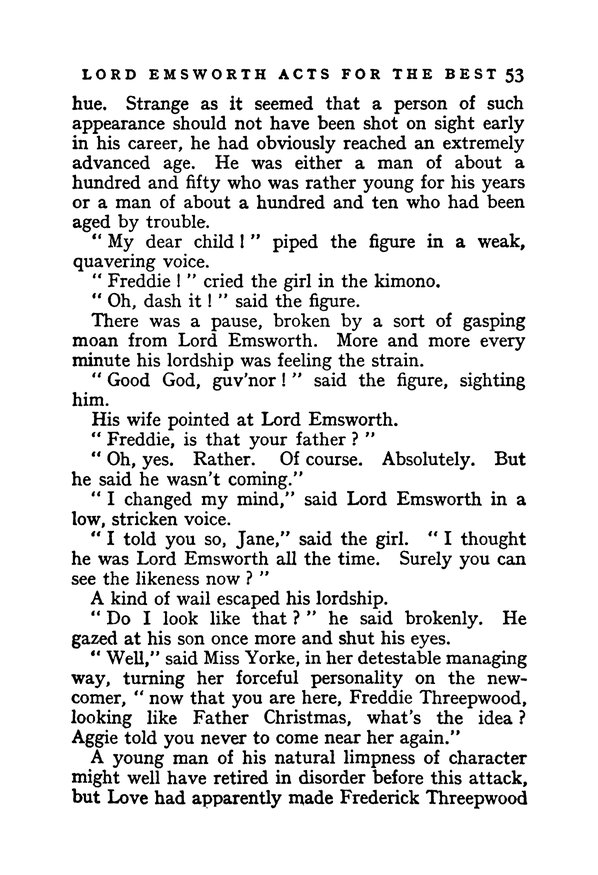 LORD EMSWORTH ACTS FOR THE BEST 53
hue. Strange as it seemed that a person of such
appearance should not have been shot on sight early
in his career, he had obviously reached an extremely
advanced age. He was either a man of about a
hundred and fifty who was rather young for his years
or a man of about a hundred and ten who had been
aged by trouble.
“ My dear child ! ” piped the figure in a weak,
quavering voice.
“ Freddie ! ” cried the girl in the kimono.
“ Oh, dash it ! ” said the figure.
There was a pause, broken by a sort of gasping
moan from Lord Emsworth. More and more every
minute his lordship was feeling the strain.
“ Good God, guv'nor ! ” said the figure, sighting
him.
His wife pointed at Lord Emsworth.
“ Freddie, is that your father ? ”
“ Oh, yes. Rather. Of course. Absolutely. But
he said he wasn't coming.”
“ I changed my mind,” said Lord Emsworth in a
low, stricken voice.
“ I told you so, Jane,” said the girl. “ I thought
he was Lord Emsworth all the time. Surely you can
see the likeness now ? ”
A kind of wail escaped his lordship.
“ Do I look like that ? ” he said brokenly. He
gazed at his son once more and shut his eyes.
“ Well,” said Miss Yorke, in her detestable managing
way, turning her forceful personality on the new-
comer, “ now that you are here, Freddie Threepwood,
looking like Father Christmas, what's the idea ?
Aggie told you never to come near her again.”
A young man of his natural limpness of character
might well have retired in disorder before this attack,
but Love had apparently made Frederick Threepwood